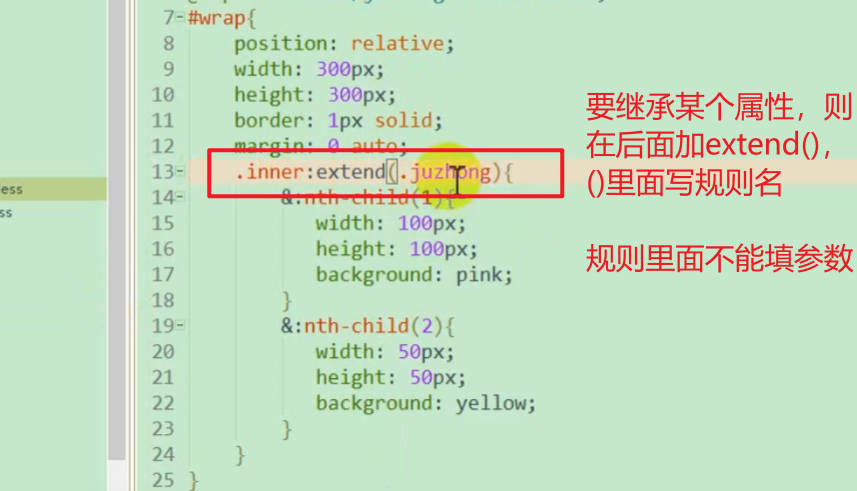 7 #wrap{
8 position: relative;
9 width: 300px;
10 height: 300px;
11 border: 1px solid;
12 margin: 0 auto;
13 .inner:extend(.juzhong){
14 &:nth-child(1){
15 width: 100px;
16 height: 100px;
17 background: pink;
18 }
19 &:nth-child(2){
20 width: 50px;
21 height: 50px;
22 background: yellow;
23 }
24 }
25 }
要继承某个属性，则
在后面加extend()，
()里面写规则名
规则里面不能填参数
ess
ss